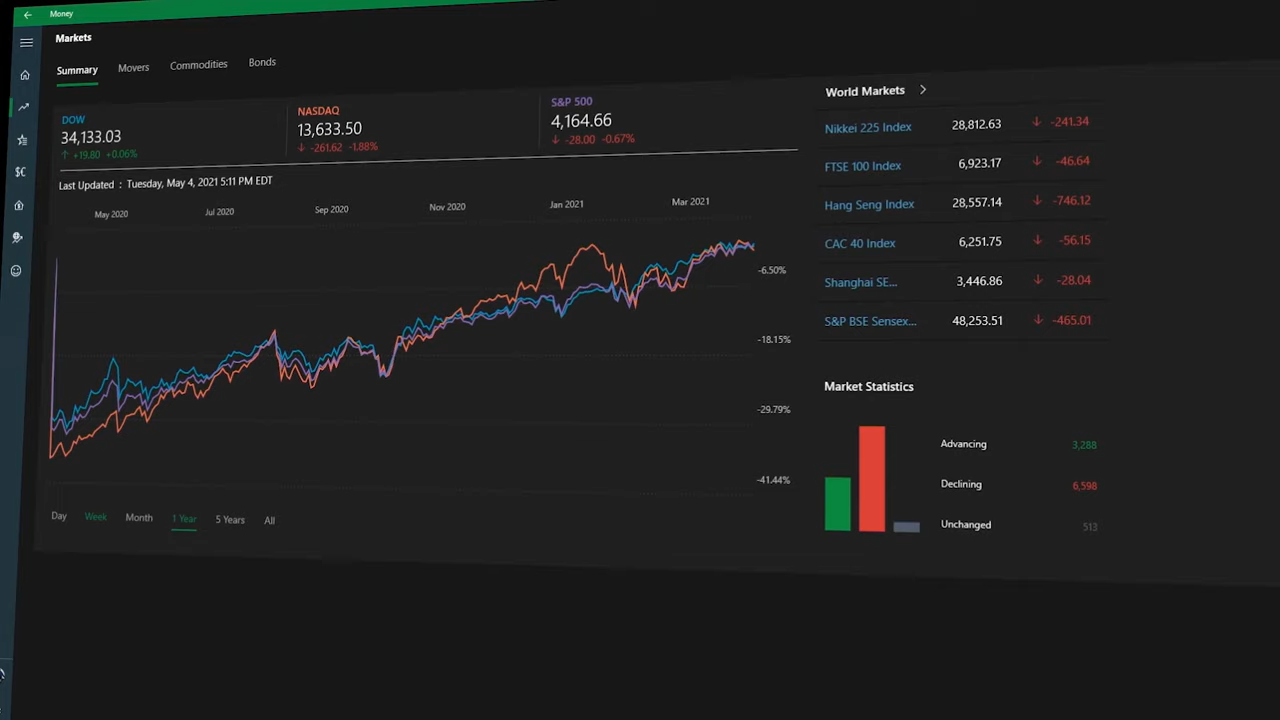 Money
Markets
Summary Movers Commodities Bonds
DOW
34,133.03
+19.80 +0.06%
NASDAQ
13,633.50
-261.62 -1.88%
S&P 500
4,164.66
-28.00 -0.67%
Last Updated : Tuesday, May 4, 2021 5:11 PM EDT
May 2020 Jul 2020 Sep 2020 Nov 2020 Jan 2021 Mar 2021
-6.50%
-18.15%
-29.79%
-41.44%
Day Week Month 1 Year 5 Years All
World Markets
Nikkei 225 Index 28,812.63 -241.34
FTSE 100 Index 6,923.17 -46.64
Hang Seng Index 28,557.14 -746.12
CAC 40 Index 6,251.75 -56.15
Shanghai SE... 3,446.86 -28.04
S&P BSE Sensex... 48,253.51 -465.01
Market Statistics
Advancing 3,288
Declining 6,598
Unchanged 513